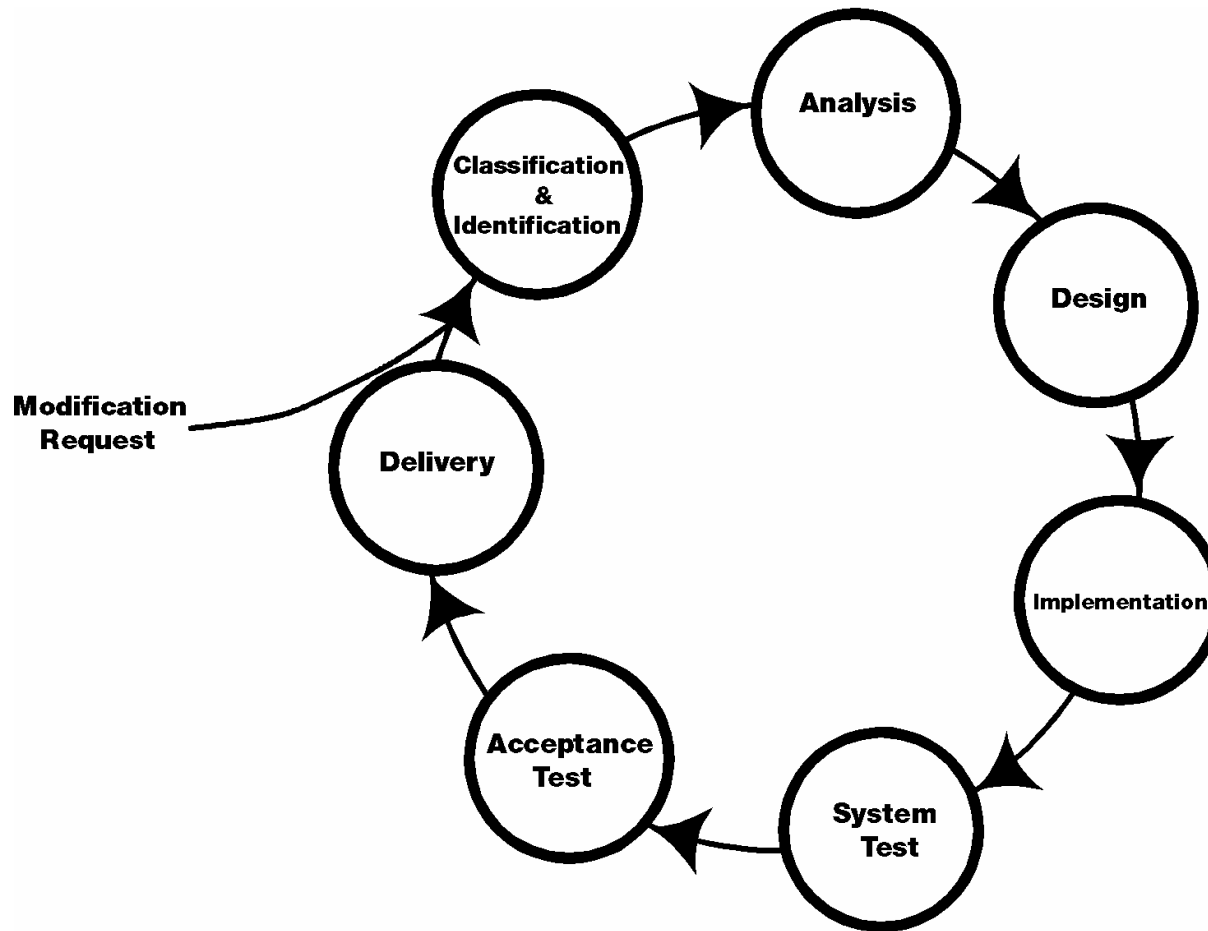 Analysis
Classification
&
Identification
Design
Modification
Request
Delivery
Implementation
Acceptance
Test
System
Test